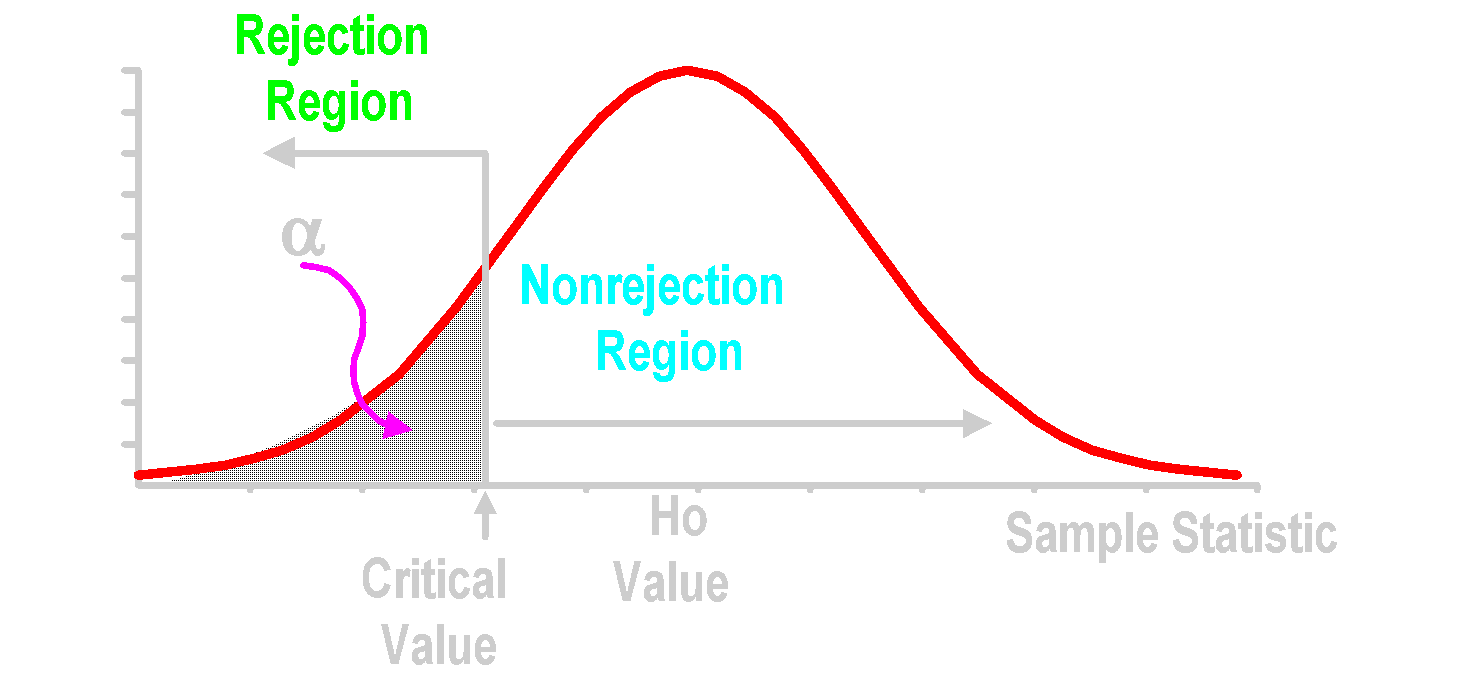 Rejection
Region
α
Nonrejection
Region
Ho
Value
Sample Statistic
Critical
Value